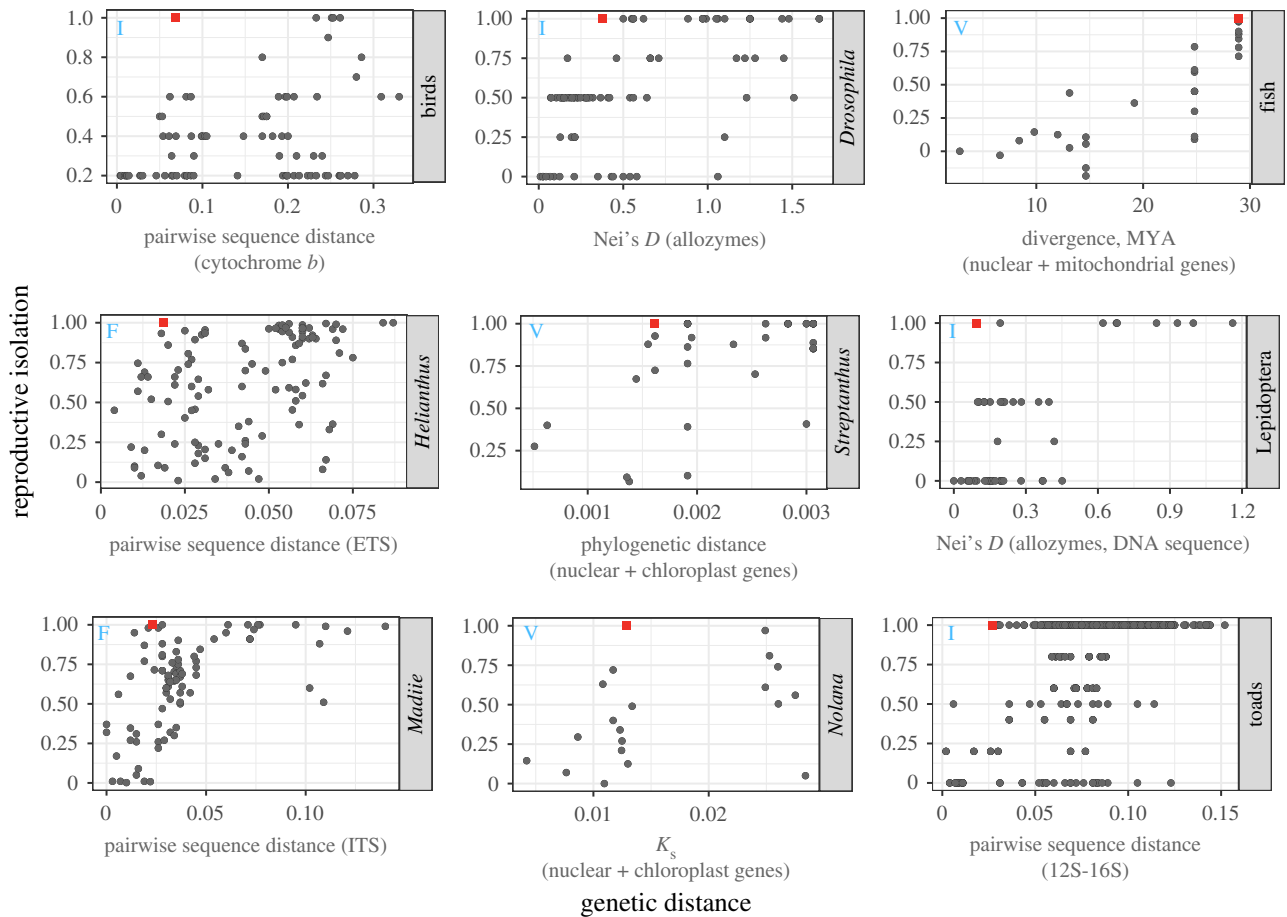 reproductive isolation
I
1.0
0.8
0.6
0.4
0.2
0
0.1
0.2
0.3
pairwise sequence distance
(cytochrome b)
birds
I
1.00
0.75
0.50
0.25
0
0
0.5
1.0
1.5
Nei's D (allozymes)
Drosophila
V
1.00
0.75
0.50
0.25
0
10
20
30
divergence, MYA
(nuclear + mitochondrial genes)
fish
F
1.00
0.75
0.50
0.25
0
0.025
0.050
0.075
pairwise sequence distance (ETS)
Helianthus
V
1.00
0.75
0.50
0.25
0.001
0.002
0.003
phylogenetic distance
(nuclear + chloroplast genes)
Streptanthus
I
1.00
0.75
0.50
0.25
0
0
0.3
0.6
0.9
1.2
Nei's D (allozymes, DNA sequence)
Lepidoptera
F
1.00
0.75
0.50
0.25
0
0
0.05
0.10
pairwise sequence distance (ITS)
Madiie
V
1.00
0.75
0.50
0.25
0
0.01
0.02
Ks
(nuclear + chloroplast genes)
Nolana
I
1.00
0.75
0.50
0.25
0
0
0.05
0.10
0.15
pairwise sequence distance
(12S-16S)
toads
genetic distance